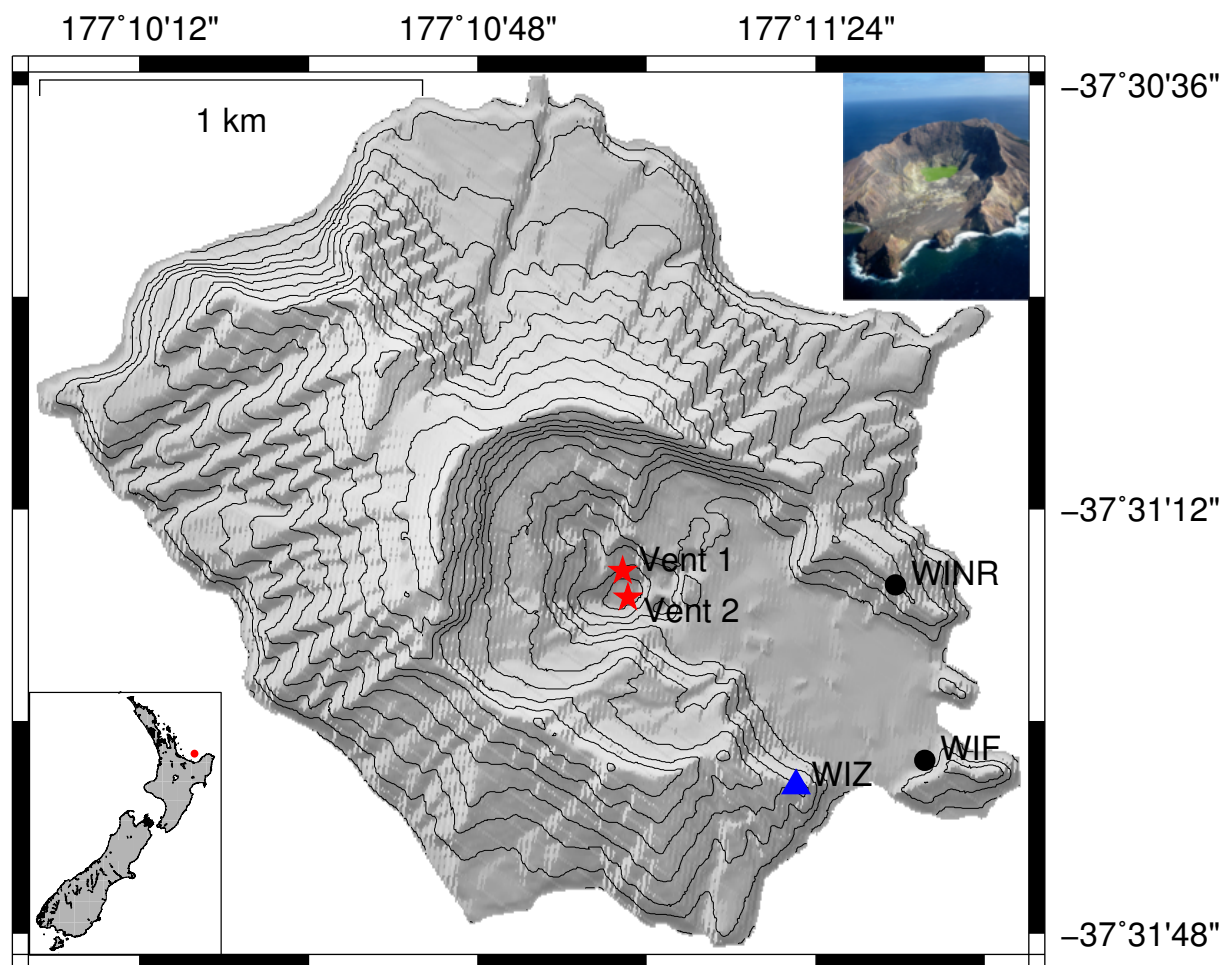 177˚10'12" 177˚10'48" 177˚11'24"
−37˚30'36"
1 km
−37˚31'12"
Vent 1
WINR
Vent 2
WIF
WIZ
−37˚31'48"